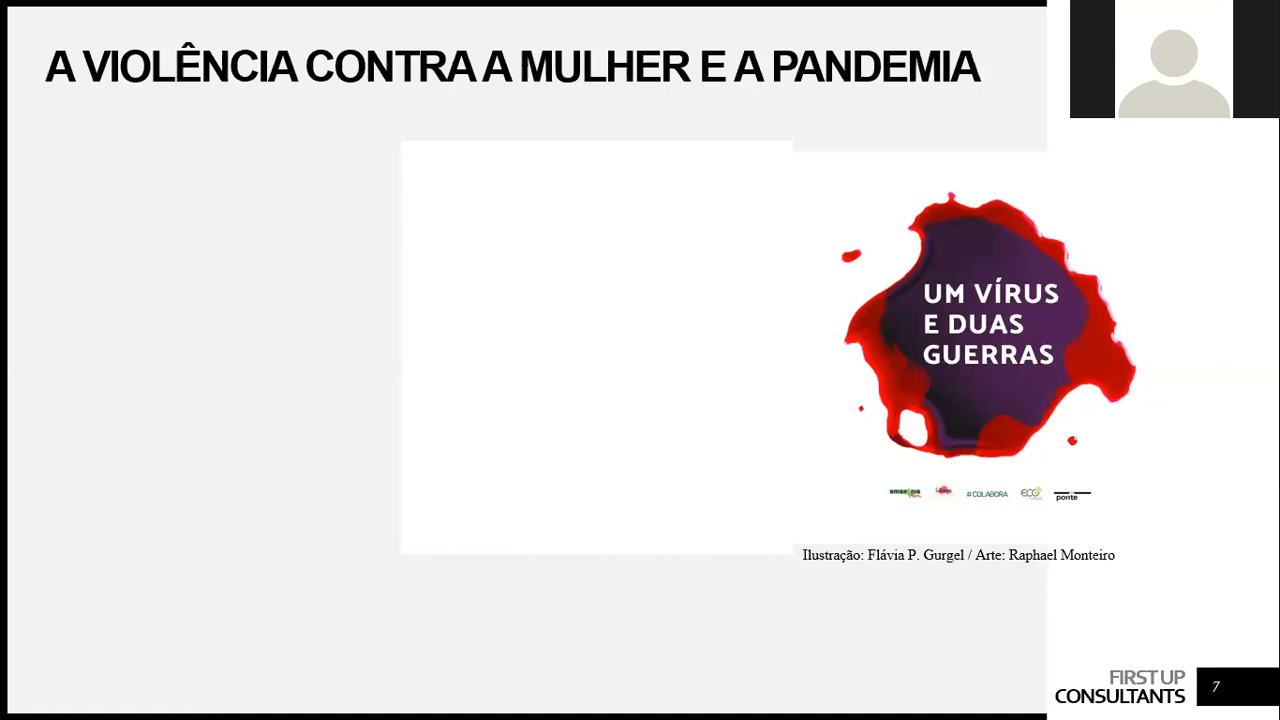 A VIOLÊNCIA CONTRA A MULHER E A PANDEMIA
UM VÍRUS
E DUAS
GUERRAS
#COLABORA
ECO
ponte
Ilustração: Flávia P. Gurgel / Arte: Raphael Monteiro
FIRST UP
CONSULTANTS
7